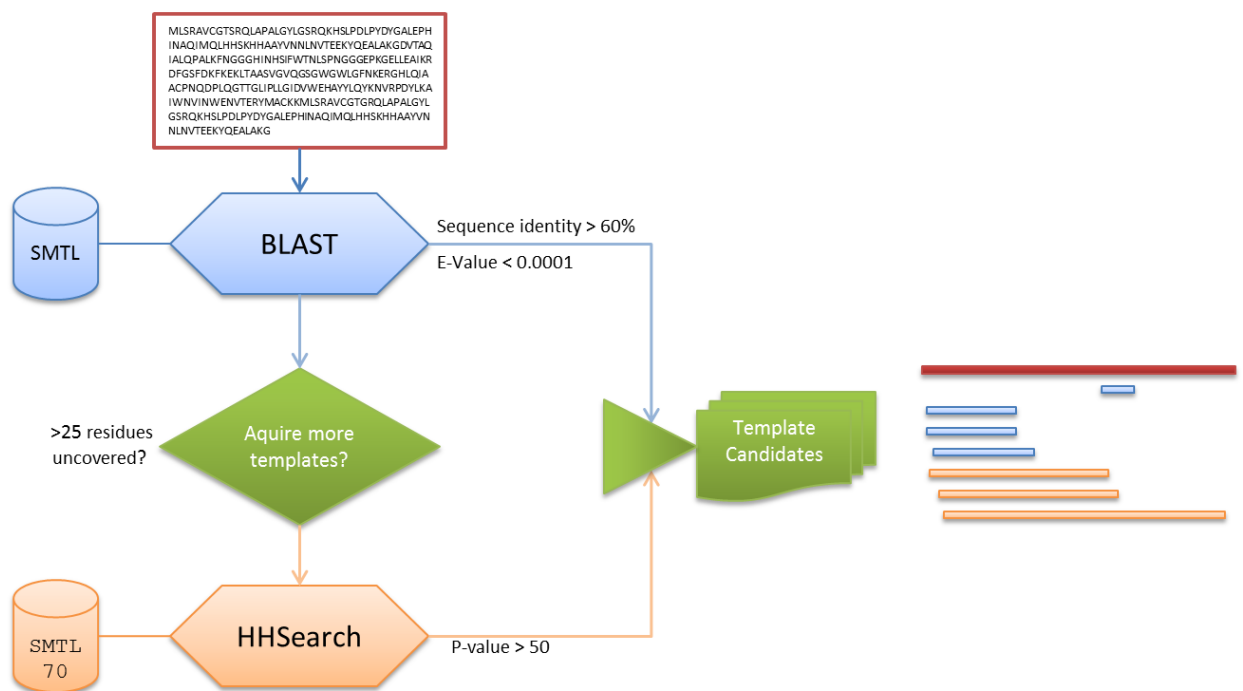 MLSRAVCGTSRQLAPALGYLGSRQKHSLPDLPYDYGALEPH
INAQIMQLHHSKHHAAYVNNLNVTEEKYQEALAKGDVTAQ
IALQPALKFNGGGHINHSIFWTNLSPNGGGEPKGELLEAIKR
DFGSFDKFKEKLTAASVGVQGSGWGWLGFNKERGHLQIA
ACPNQDPLQGTTGLIPLLGIDVWEHAYYLQYKNVRPDYLKA
IWNVINWENVTERYMACKKMLSRAVCGTGRQLAPALGYL
GSRQKHSLPDLPYDYGALEPHINAQIMQLHHSKHHAAYVN
NLNVTEEKYQEALAKG
SMTL
BLAST
Sequence identity > 60%
E-Value < 0.0001
>25 residues
uncovered?
Aquire more
templates?
Template
Candidates
SMTL
70
HHSearch
P-value > 50